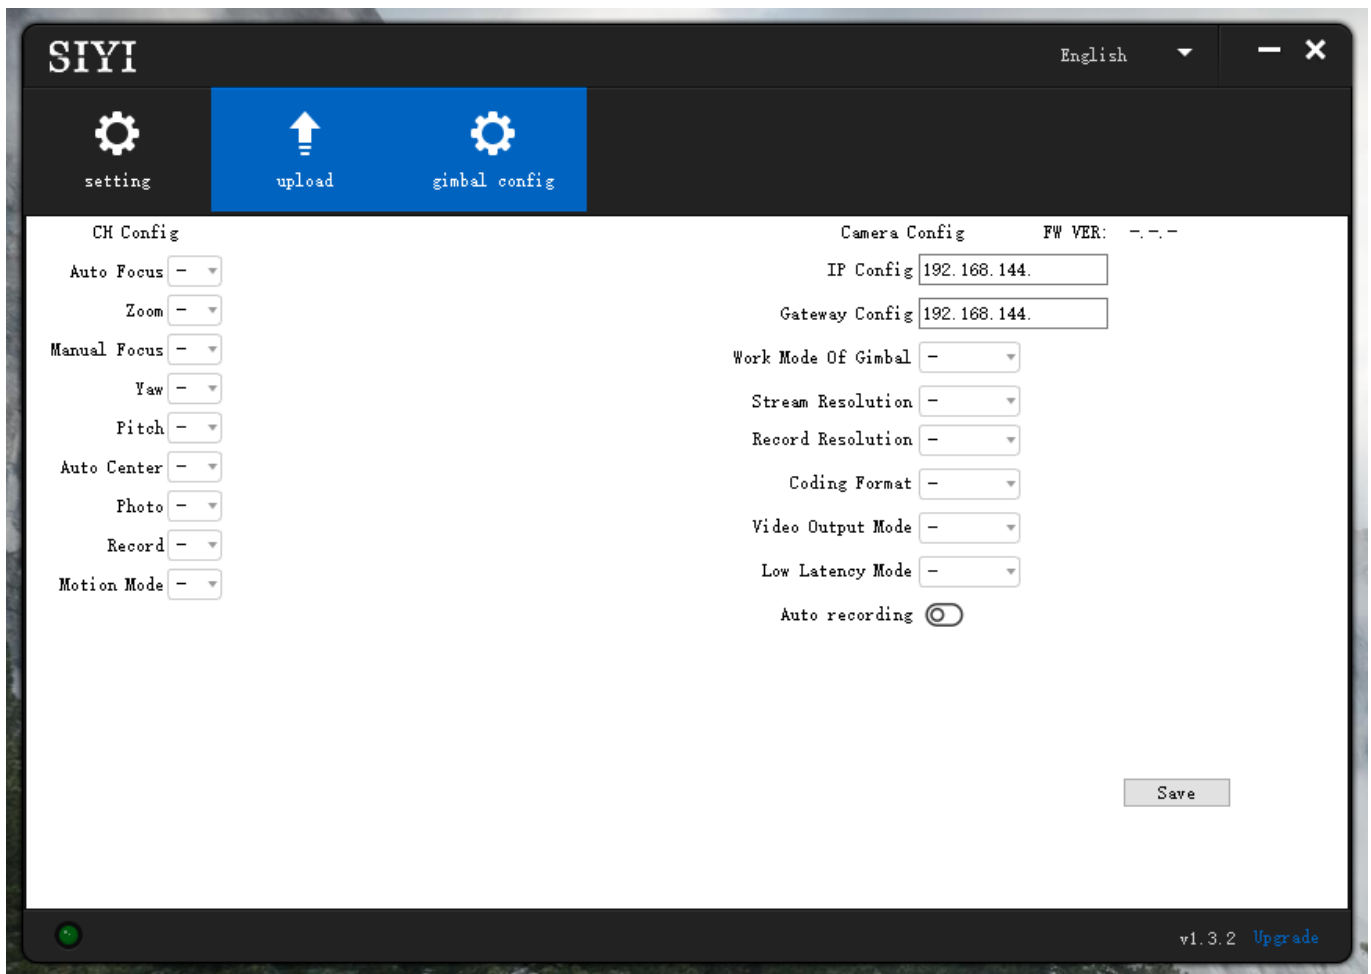 SIYI
English
setting
upload
gimbal config
CH Config
Auto Focus -
Zoom -
Manual Focus -
Yaw -
Pitch -
Auto Center -
Photo -
Record -
Motion Mode -
Camera Config FW VER: -.-.-
IP Config 192.168.144.
Gateway Config 192.168.144.
Work Mode Of Gimbal -
Stream Resolution -
Record Resolution -
Coding Format -
Video Output Mode -
Low Latency Mode -
Auto recording
Save
v1.3.2 Upgrade